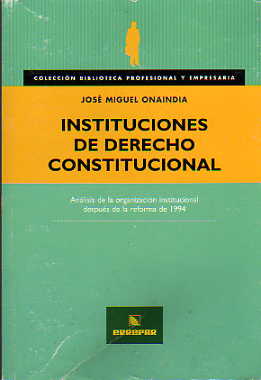 COLECCIÓN BIBLIOTECA PROFESIONAL Y EMPRESARIA
JOSÉ MIGUEL ONAINDIA
INSTITUCIONES
DE DERECHO
CONSTITUCIONAL
Análisis de la organización institucional
después de la reforma de 1994
ERREPAR